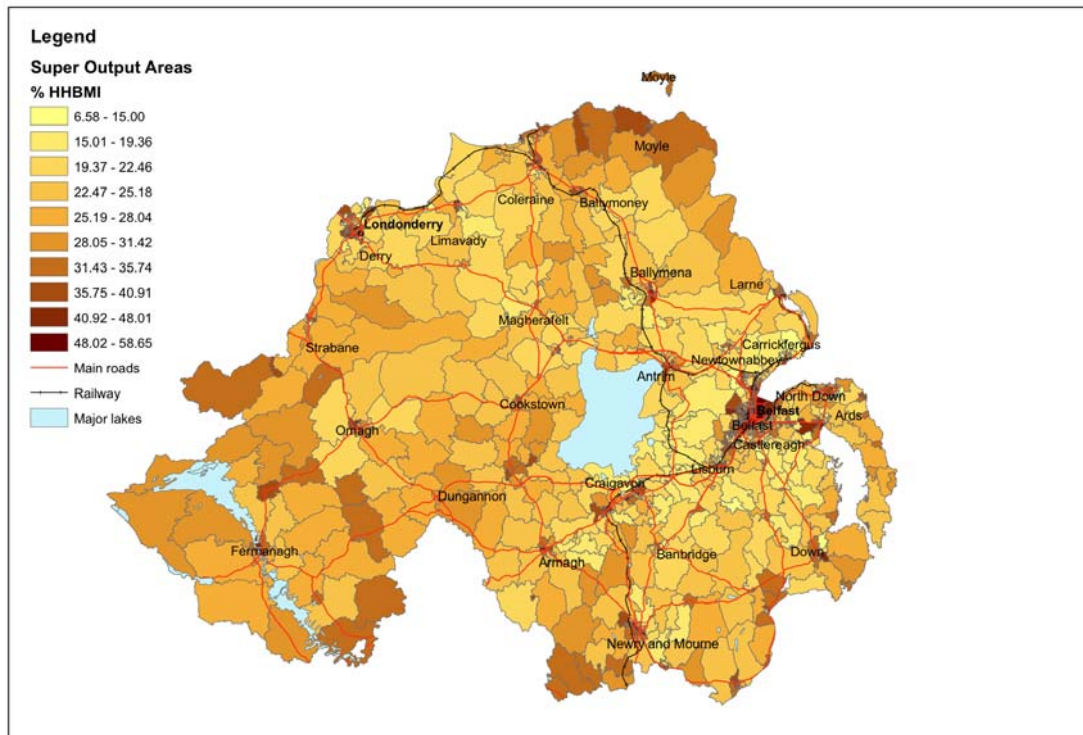 Legend
Super Output Areas
% HHBMI
6.58 - 15.00
15.01 - 19.36
19.37 - 22.46
22.47 - 25.18
25.19 - 28.04
28.05 - 31.42
31.43 - 35.74
35.75 - 40.91
40.92 - 48.01
48.02 - 58.65
Main roads
Railway
Major lakes
Moyle
Moyle
Coleraine
Ballymoney
Londonderry
Limavady
Derry
Ballymena
Larne
Magherafelt
Carrickfergus
Strabane
Newtownabbey
Antrim
North Down
Cookstown
Belfast
Ards
Omagh
Belfast
Castlereagh
Lisburn
Craigavon
Dungannon
Fermanagh
Armagh
Banbridge
Down
Newry and Mourne